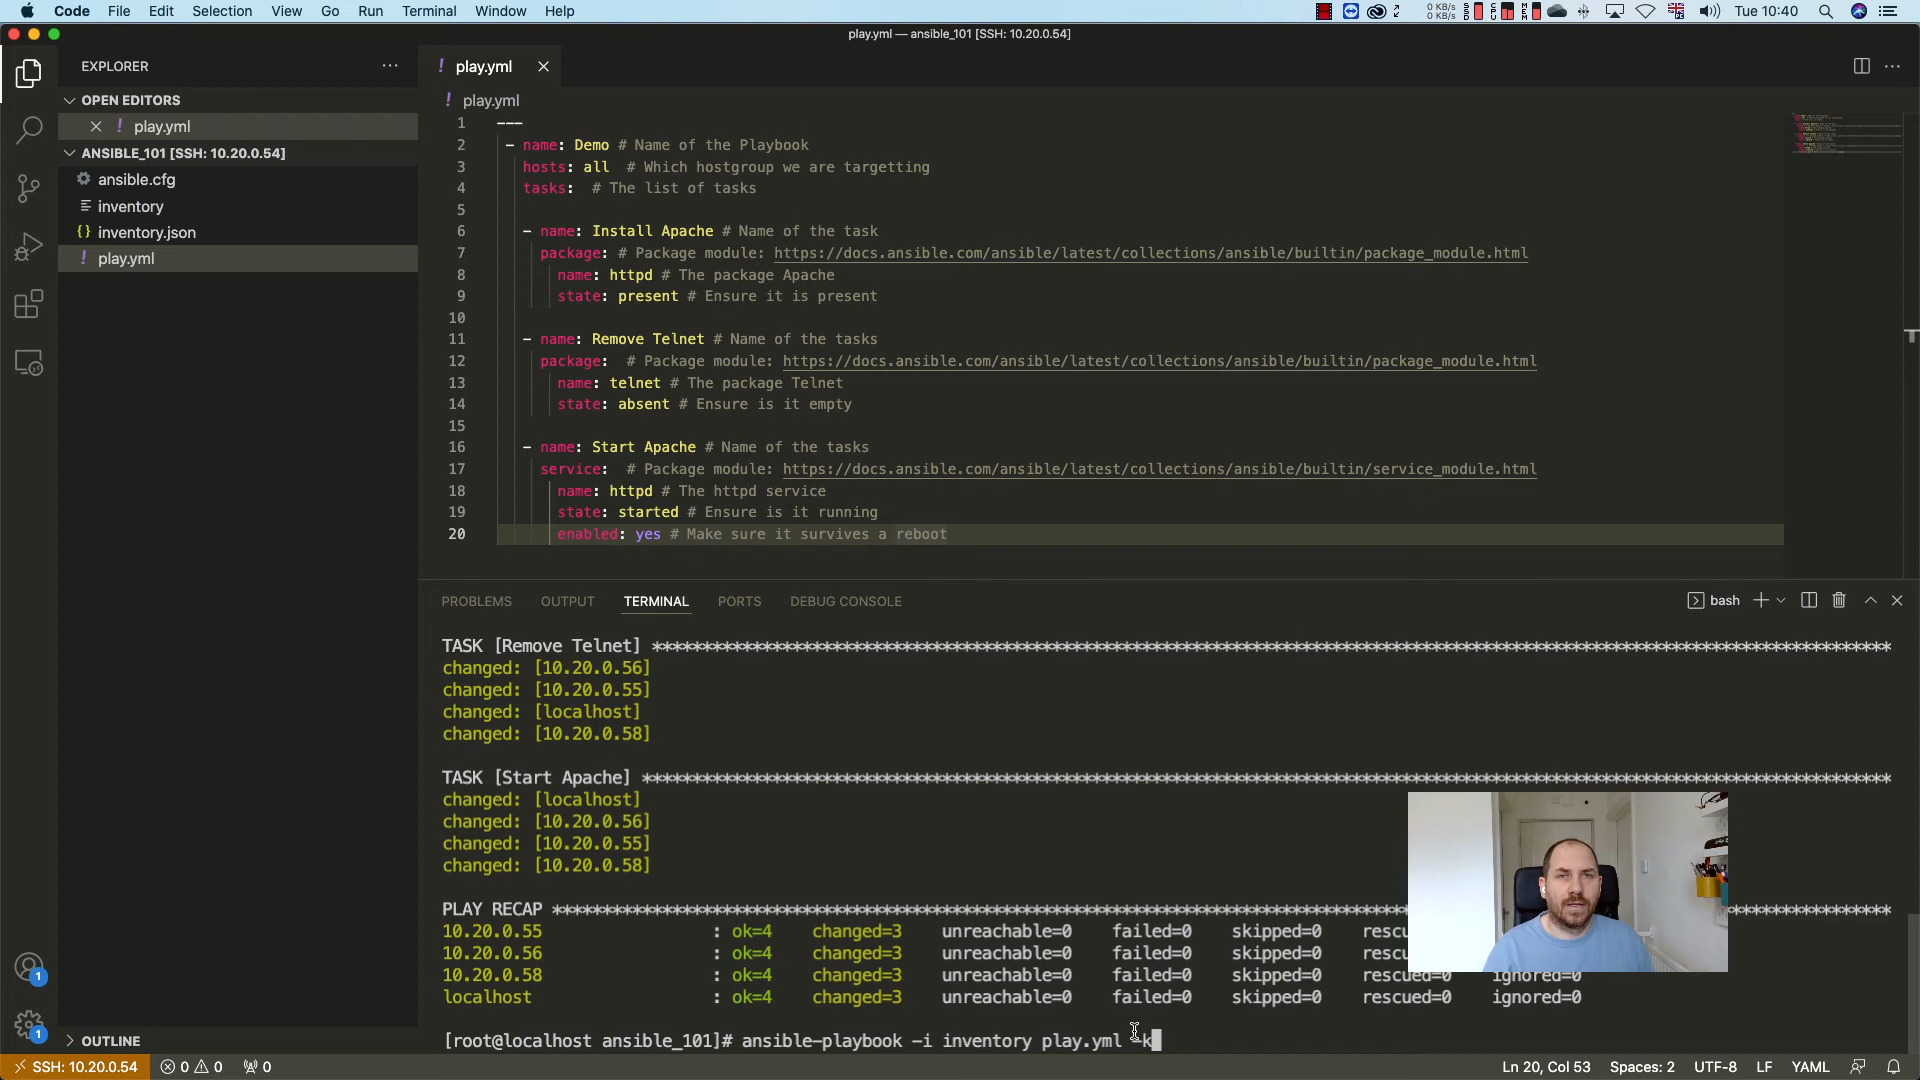 Code File Edit Selection View Go Run Terminal Window Help
0 KB/s
0 KB/s
Tue 10:40
play.yml — ansible_101 [SSH: 10.20.0.54]
EXPLORER
play.yml
OPEN EDITORS
play.yml
play.yml
ANSIBLE_101 [SSH: 10.20.0.54]
ansible.cfg
inventory
inventory.json
play.yml
1 ---
2 - name: Demo # Name of the Playbook
3 hosts: all # Which hostgroup we are targetting
4 tasks: # The list of tasks
5
6 - name: Install Apache # Name of the task
7 package: # Package module: https://docs.ansible.com/ansible/latest/collections/ansible/builtin/package_module.html
8 name: httpd # The package Apache
9 state: present # Ensure it is present
10
11 - name: Remove Telnet # Name of the tasks
12 package: # Package module: https://docs.ansible.com/ansible/latest/collections/ansible/builtin/package_module.html
13 name: telnet # The package Telnet
14 state: absent # Ensure is it empty
15
16 - name: Start Apache # Name of the tasks
17 service: # Package module: https://docs.ansible.com/ansible/latest/collections/ansible/builtin/service_module.html
18 name: httpd # The httpd service
19 state: started # Ensure is it running
20 enabled: yes # Make sure it survives a reboot
PROBLEMS OUTPUT TERMINAL PORTS DEBUG CONSOLE
bash
TASK [Remove Telnet] ****************************************************************************************************************************
changed: [10.20.0.56]
changed: [10.20.0.55]
changed: [localhost]
changed: [10.20.0.58]
TASK [Start Apache] *****************************************************************************************************************************
changed: [localhost]
changed: [10.20.0.56]
changed: [10.20.0.55]
changed: [10.20.0.58]
PLAY RECAP **************************************************************************************************************************************
10.20.0.55 : ok=4 changed=3 unreachable=0 failed=0 skipped=0 rescu
10.20.0.56 : ok=4 changed=3 unreachable=0 failed=0 skipped=0 rescu
10.20.0.58 : ok=4 changed=3 unreachable=0 failed=0 skipped=0 rescued=0 ignored=0
localhost : ok=4 changed=3 unreachable=0 failed=0 skipped=0 rescued=0 ignored=0
[root@localhost ansible_101]# ansible-playbook -i inventory play.yml -k
OUTLINE
1
1
SSH: 10.20.0.54 0 0 0
Ln 20, Col 53 Spaces: 2 UTF-8 LF YAML